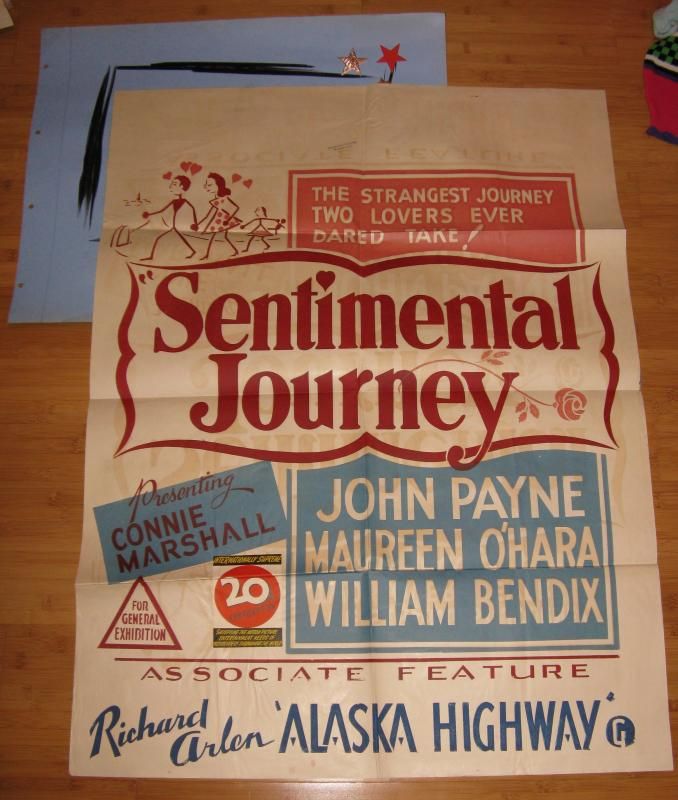 THE STRANGEST JOURNEY
TWO LOVERS EVER
DARED TAKE!
"Sentimental
Journey
Presenting
CONNIE
MARSHALL
JOHN PAYNE
MAUREEN O'HARA
WILLIAM BENDIX
FOR
GENERAL
EXHIBITION
INTERNATIONALLY SUPREME
20
ASSOCIATE FEATURE
Richard
Arlen
"ALASKA HIGHWAY"